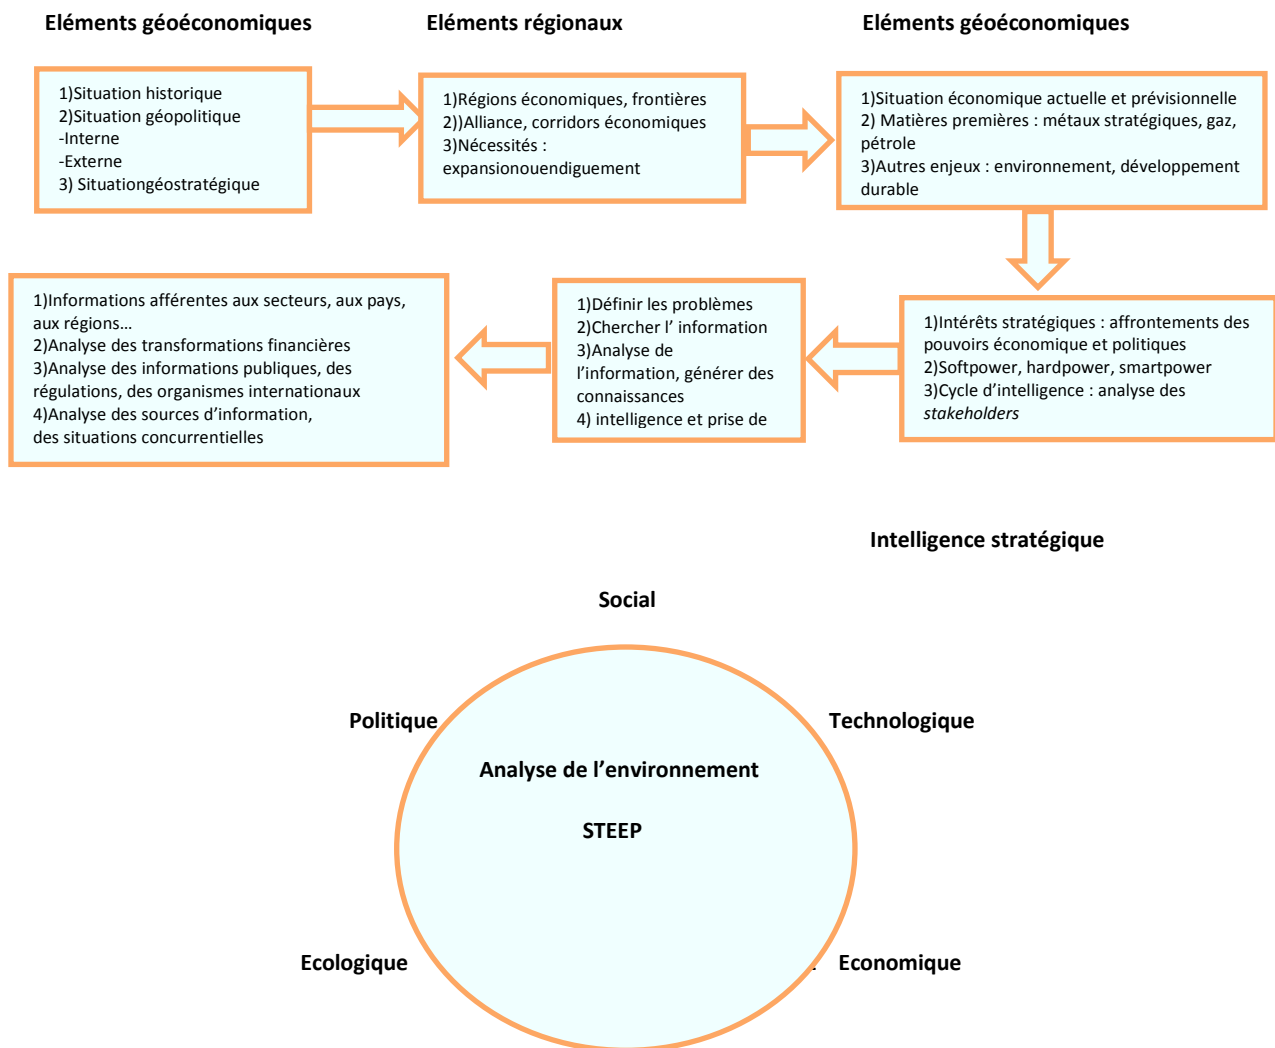 Eléments géoéconomiques
Eléments régionaux
Eléments géoéconomiques
1)Situation historique
2)Situation géopolitique
-Interne
-Externe
3) Situationgéostratégique
1)Régions économiques, frontières
2))Alliance, corridors économiques
3)Nécessités :
expansionouendiguement
1)Situation économique actuelle et prévisionnelle
2) Matières premières : métaux stratégiques, gaz,
pétrole
3)Autres enjeux : environnement, développement
durable
1)Informations afférentes aux secteurs, aux pays,
aux régions…
2)Analyse des transformations financières
3)Analyse des informations publiques, des
régulations, des organismes internationaux
4)Analyse des sources d’information,
des situations concurrentielles
1)Définir les problèmes
2)Chercher l’ information
3)Analyse de
l’information, générer des
connaissances
4) intelligence et prise de
1)Intérêts stratégiques : affrontements des
pouvoirs économique et politiques
2)Softpower, hardpower, smartpower
3)Cycle d’intelligence : analyse des
stakeholders
Intelligence stratégique
Social
Politique
Technologique
Analyse de l’environnement
STEEP
Ecologique
Economique